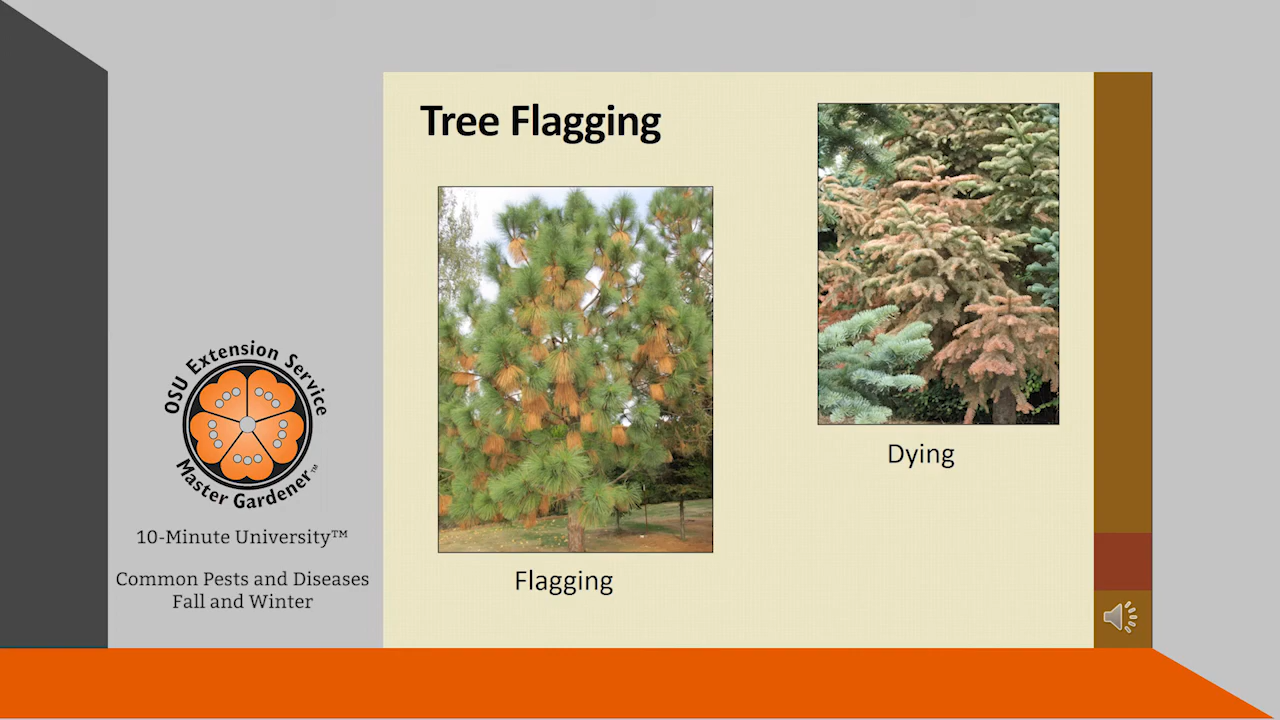 Tree Flagging
Flagging
Dying
OSU Extension Service
Master Gardener™
10-Minute University™
Common Pests and Diseases
Fall and Winter